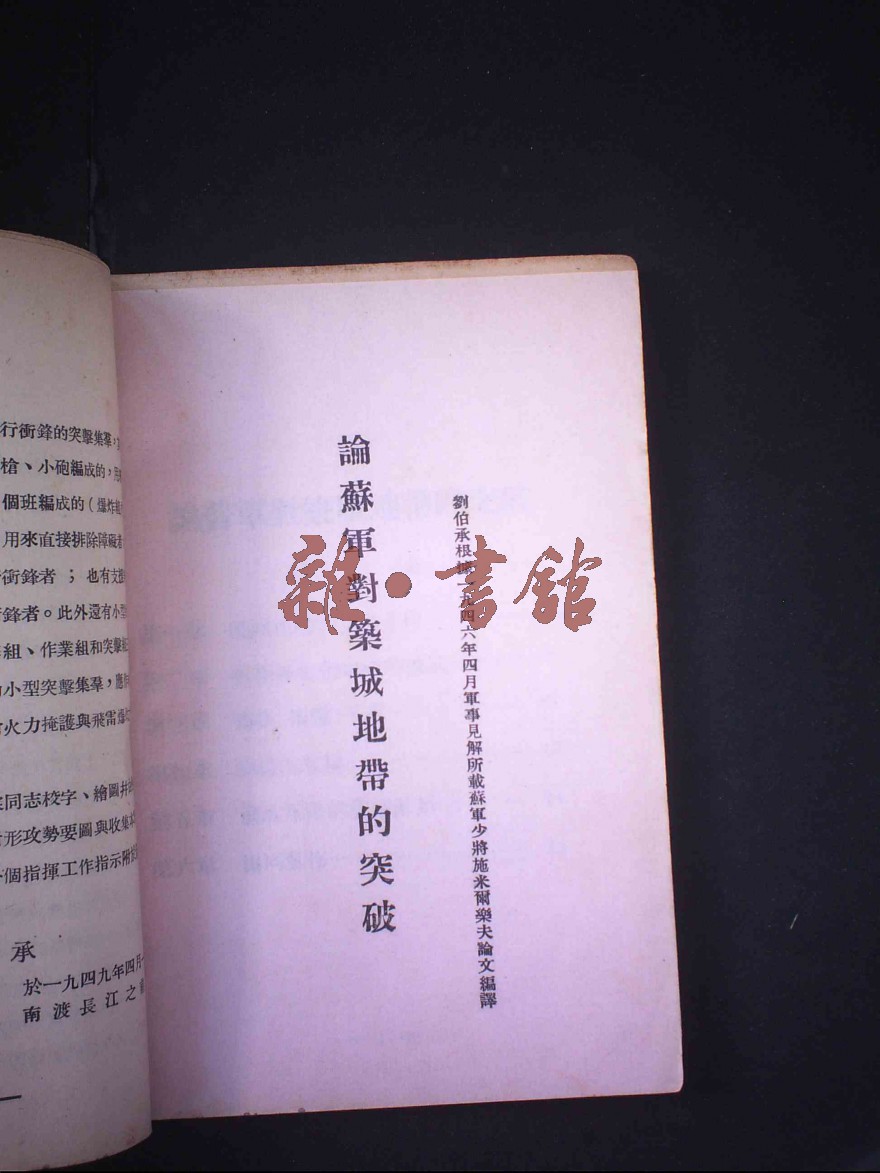 劉伯承根據一九四六年四月軍事見解所載蘇軍少將施米爾樂夫論文編譯
論蘇軍對築城地帶的突破
雜·書館
行衝鋒的突擊集羣,
槍、小砲編成的,
個班編成的(爆炸
用來直接排除障礙
衝鋒者;也有支
鋒者。此外還有小型
組、作業組和突擊
小型突擊集羣,應
火力掩護與飛雷
同志校字、繪圖
形攻勢要圖與收集
個指揮工作指示附
承
於一九四九年四月
南渡長江之